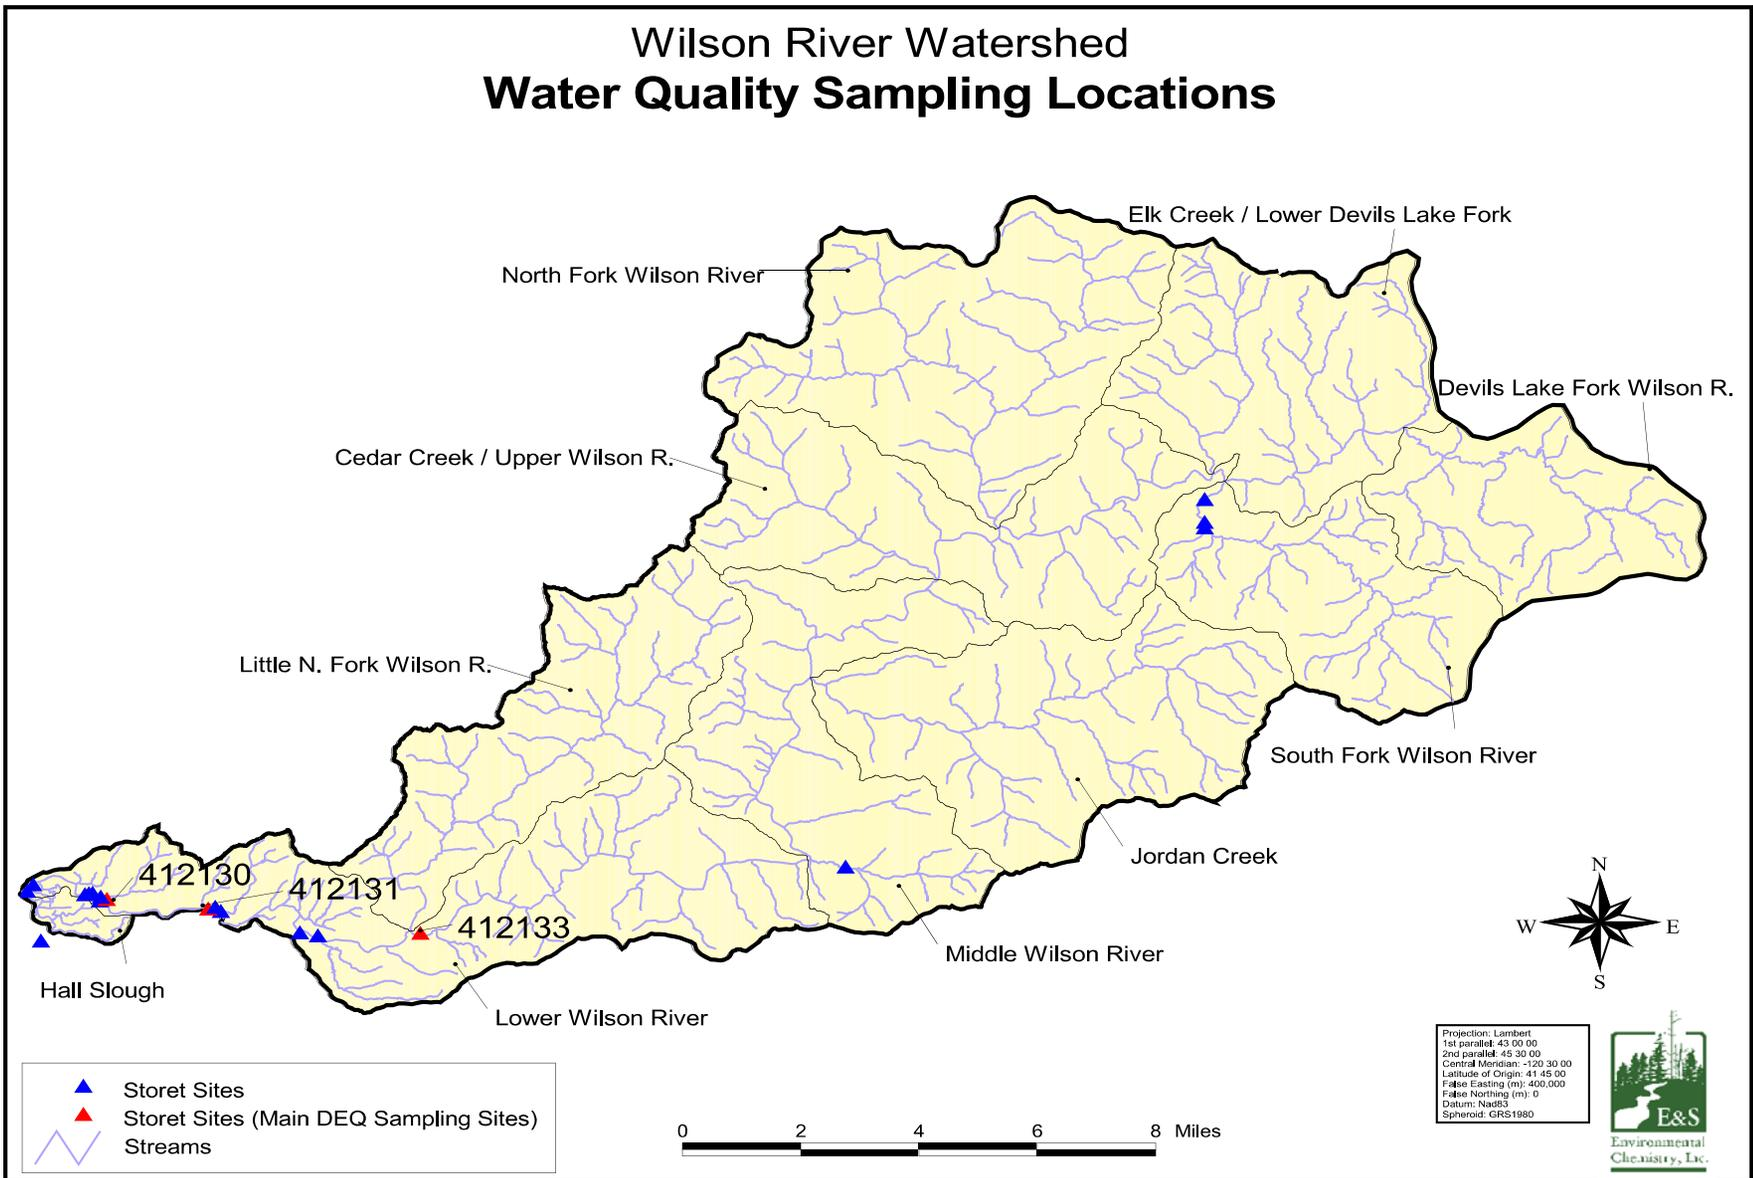 Wilson River Watershed
Water Quality Sampling Locations
Elk Creek / Lower Devils Lake Fork
North Fork Wilson River
Devils Lake Fork Wilson R.
Cedar Creek / Upper Wilson R.
Little N. Fork Wilson R.
South Fork Wilson River
Jordan Creek
412130
412131
412133
Middle Wilson River
Hall Slough
Lower Wilson River
N
W
E
S
Storet Sites
Storet Sites (Main DEQ Sampling Sites)
Streams
0 2 4 6 8 Miles
Projection: Lambert
1st parallel: 43 00 00
2nd parallel: 45 30 00
Central Meridian: -120 30 00
Latitude of Origin: 41 45 00
False Easting (m): 400,000
False Northing (m): 0
Datum: Nad83
Spheroid: GRS1980
E&S
Environmental
Chemistry, Inc.